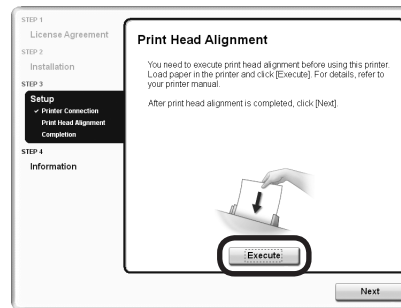 STEP 1
License Agreement
STEP 2
Installation
STEP 3
Setup
✓ Printer Connection
Print Head Alignment
Completion
STEP 4
Information
Print Head Alignment
You need to execute print head alignment before using this printer.
Load paper in the printer and click [Execute]. For details, refer to
your printer manual.
After print head alignment is completed, click [Next].
Execute
Next